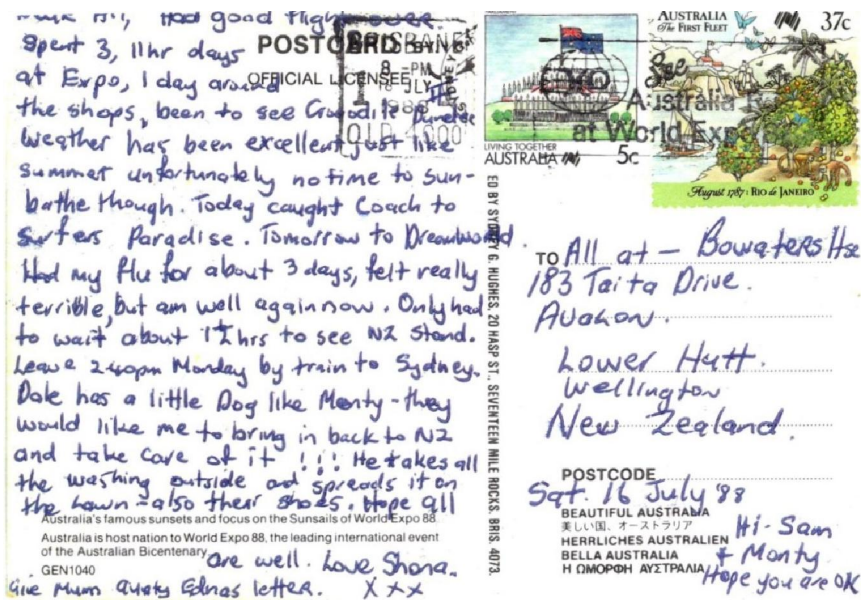 Had good flight over
Spent 3, 11hr days
at Expo, 1 day around
the shops, been to see Crocodile Dundee
Weather has been excellent just like
summer unfortunately no time to sun-
bathe though. Today caught Coach to
Surfers Paradise. Tomorrow to Dreamworld
Had my flu for about 3 days, felt really
terrible, but am well again now. Only had
to wait about 1½hrs to see NZ Stand.
Leave 240pm Monday by train to Sydney.
Dale has a little Dog like Monty - they
would like me to bring in back to NZ
and take care of it !!! He takes all
the washing outside and spreads it on
the lawn - also their shoes. Hope all
are well. Love Shona.
Give Mum Aunty Ednas letter. X X X
POSTCARD
OFFICIAL LICENSEE
BRISBANE
8 - PM
18 JLY
1988
QLD 4000
Australia's famous sunsets and focus on the Sunsails of World Expo 88.
Australia is host nation to World Expo 88, the leading international event
of the Australian Bicentenary.
GEN1040
ED BY SYDNEY G. HUGHES, 20 HASP ST., SEVENTEEN MILE ROCKS, BRIS. 4073.
LIVING TOGETHER
AUSTRALIA 5c
AUSTRALIA 37c
The First Fleet
August 1787: Rio de Janeiro
See
Australia
at World Expo
TO All at - Bowaters Hse
183 Taita Drive.
Avalon.
Lower Hutt.
Wellington
New Zealand.
POSTCODE
Sat. 16 July '88
BEAUTIFUL AUSTRALIA
美しい国、オーストラリア
HERRLICHES AUSTRALIEN
BELLA AUSTRALIA
Η ΩΜΟΡΦΗ ΑΥΣΤΡΑΛΙΑ
Hi - Sam
+ Monty
Hope you are OK